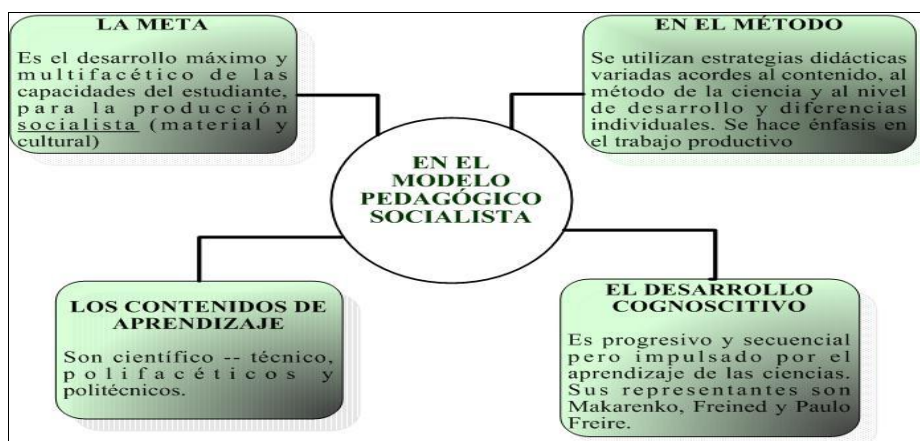 LA META
Es el desarrollo máximo y
multifacético de las
capacidades del estudiante,
para la producción
socialista (material y
cultural)
EN EL MÉTODO
Se utilizan estrategias didácticas
variadas acordes al contenido, al
método de la ciencia y al nivel
de desarrollo y diferencias
individuales. Se hace énfasis en
el trabajo productivo
EN EL
MODELO
PEDAGÓGICO
SOCIALISTA
LOS CONTENIDOS DE
APRENDIZAJE
Son científico -- técnico,
polifacéticos y
politécnicos.
EL DESARROLLO
COGNOSCITIVO
Es progresivo y secuencial
pero impulsado por el
aprendizaje de las ciencias.
Sus representantes son
Makarenko, Freined y Paulo
Freire.